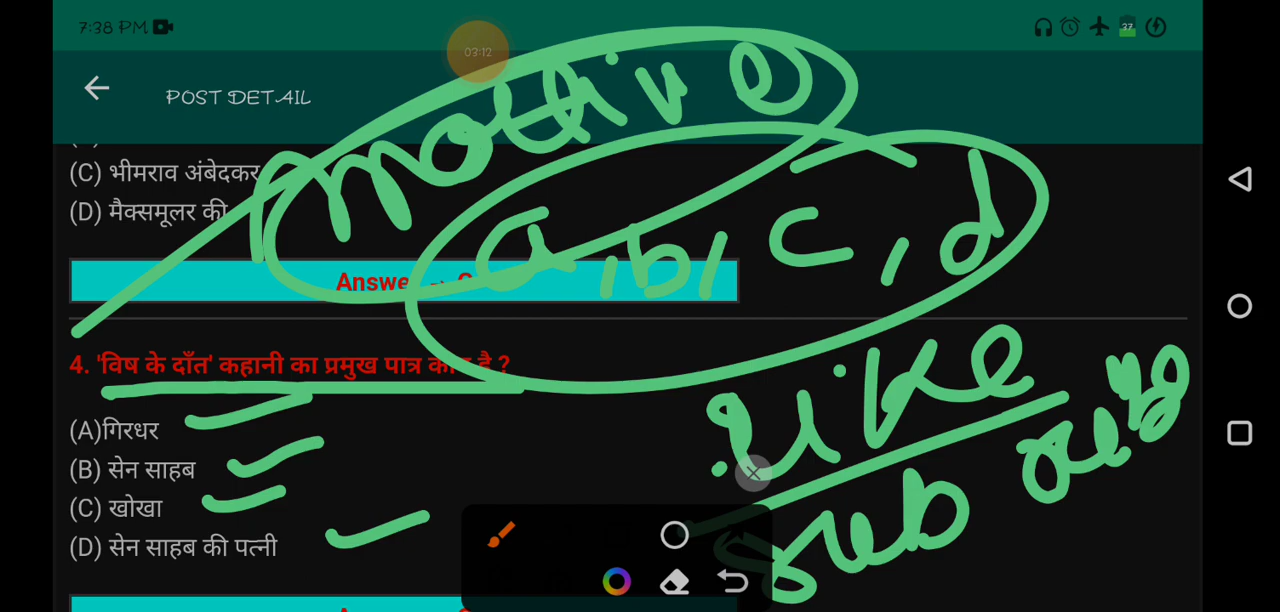 7:38 PM
03:12
37
POST DETAIL
motive
(C) भीमराव अंबेदकर
(D) मैक्समूलर की
a, b, c, d
4. 'विष के दाँत' कहानी का प्रमुख पात्र है ?
like
(A)गिरधर
(B) सेन साहब
(C) खोखा
sub
(D) सेन साहब की पत्नी